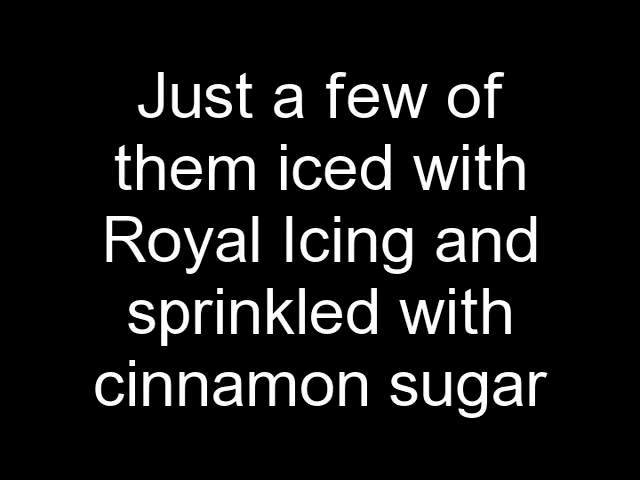 Just a few of
them iced with
Royal Icing and
sprinkled with
cinnamon sugar